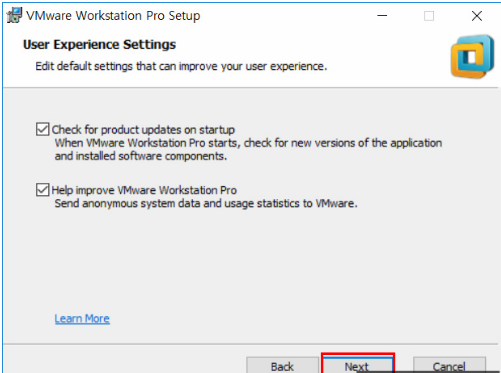 VMware Workstation Pro Setup
User Experience Settings
Edit default settings that can improve your user experience.
Check for product updates on startup
When VMware Workstation Pro starts, check for new versions of the application
and installed software components.
Help improve VMware Workstation Pro
Send anonymous system data and usage statistics to VMware.
Learn More
Back Next Cancel